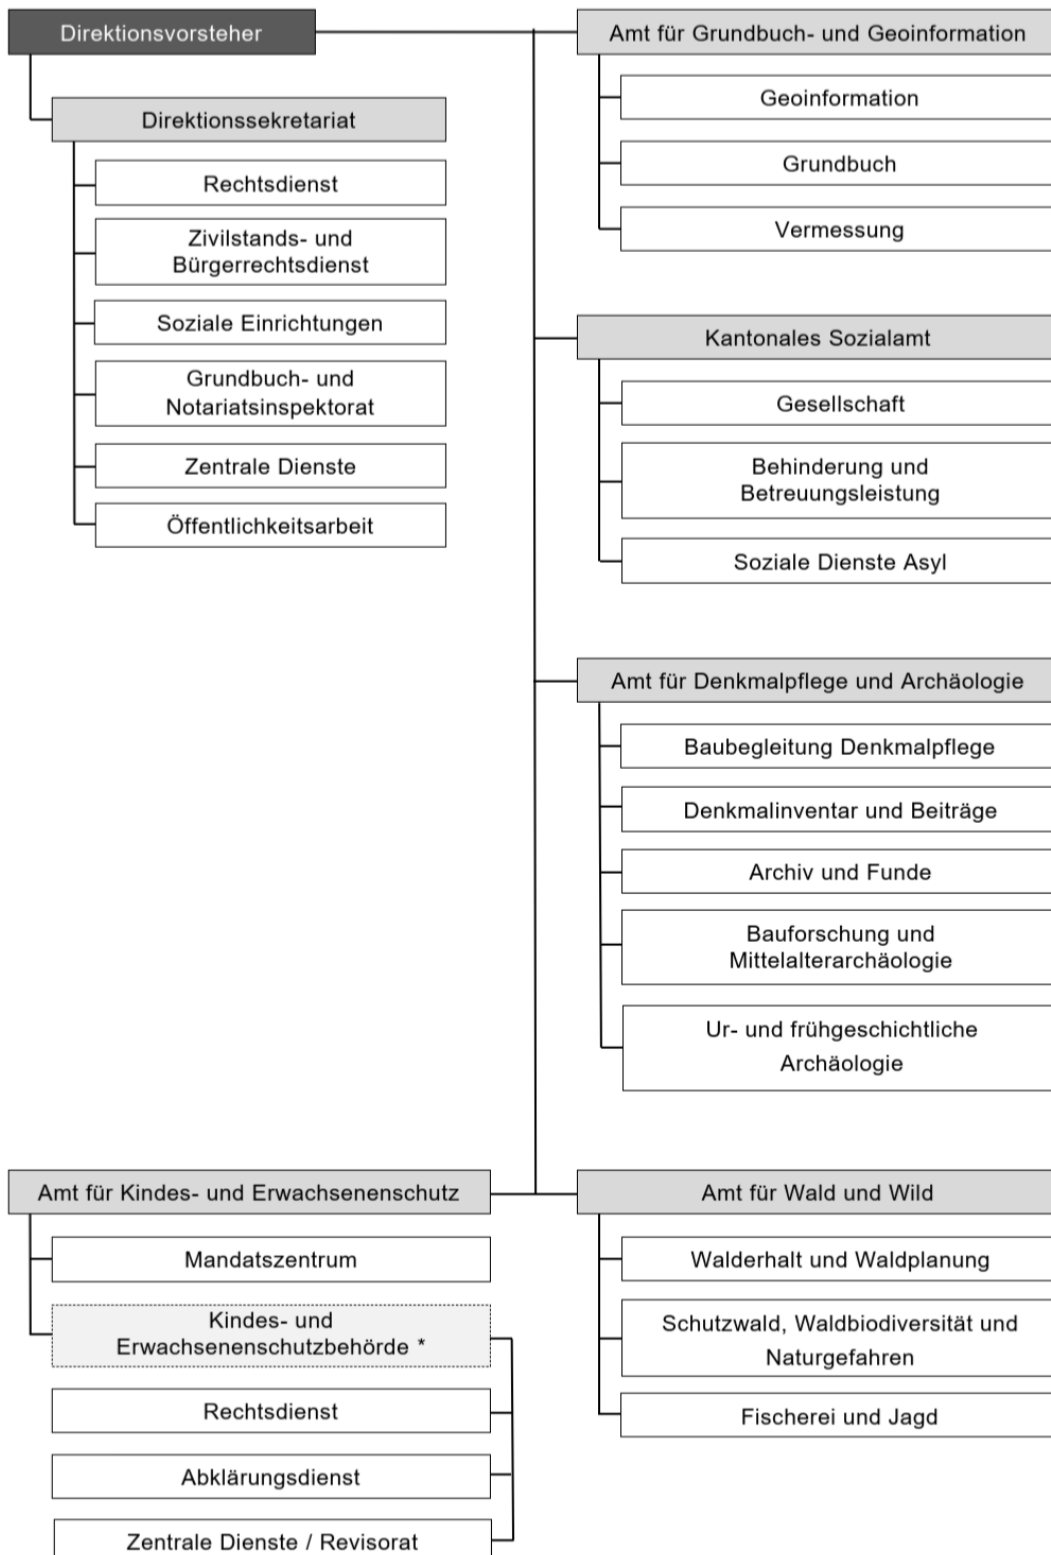 Direktionsvorsteher
Direktionssekretariat
Rechtsdienst
Zivilstands- und
Bürgerrechtsdienst
Soziale Einrichtungen
Grundbuch- und
Notariatsinspektorat
Zentrale Dienste
Öffentlichkeitsarbeit
Amt für Grundbuch- und Geoinformation
Geoinformation
Grundbuch
Vermessung
Kantonales Sozialamt
Gesellschaft
Behinderung und
Betreuungsleistung
Soziale Dienste Asyl
Amt für Denkmalpflege und Archäologie
Baubegleitung Denkmalpflege
Denkmalinventar und Beiträge
Archiv und Funde
Bauforschung und
Mittelalterarchäologie
Ur- und frühgeschichtliche
Archäologie
Amt für Kindes- und Erwachsenenschutz
Mandatszentrum
Kindes- und
Erwachsenenschutzbehörde *
Rechtsdienst
Abklärungsdienst
Zentrale Dienste / Revisorat
Amt für Wald und Wild
Walderhalt und Waldplanung
Schutzwald, Waldbiodiversität und
Naturgefahren
Fischerei und Jagd